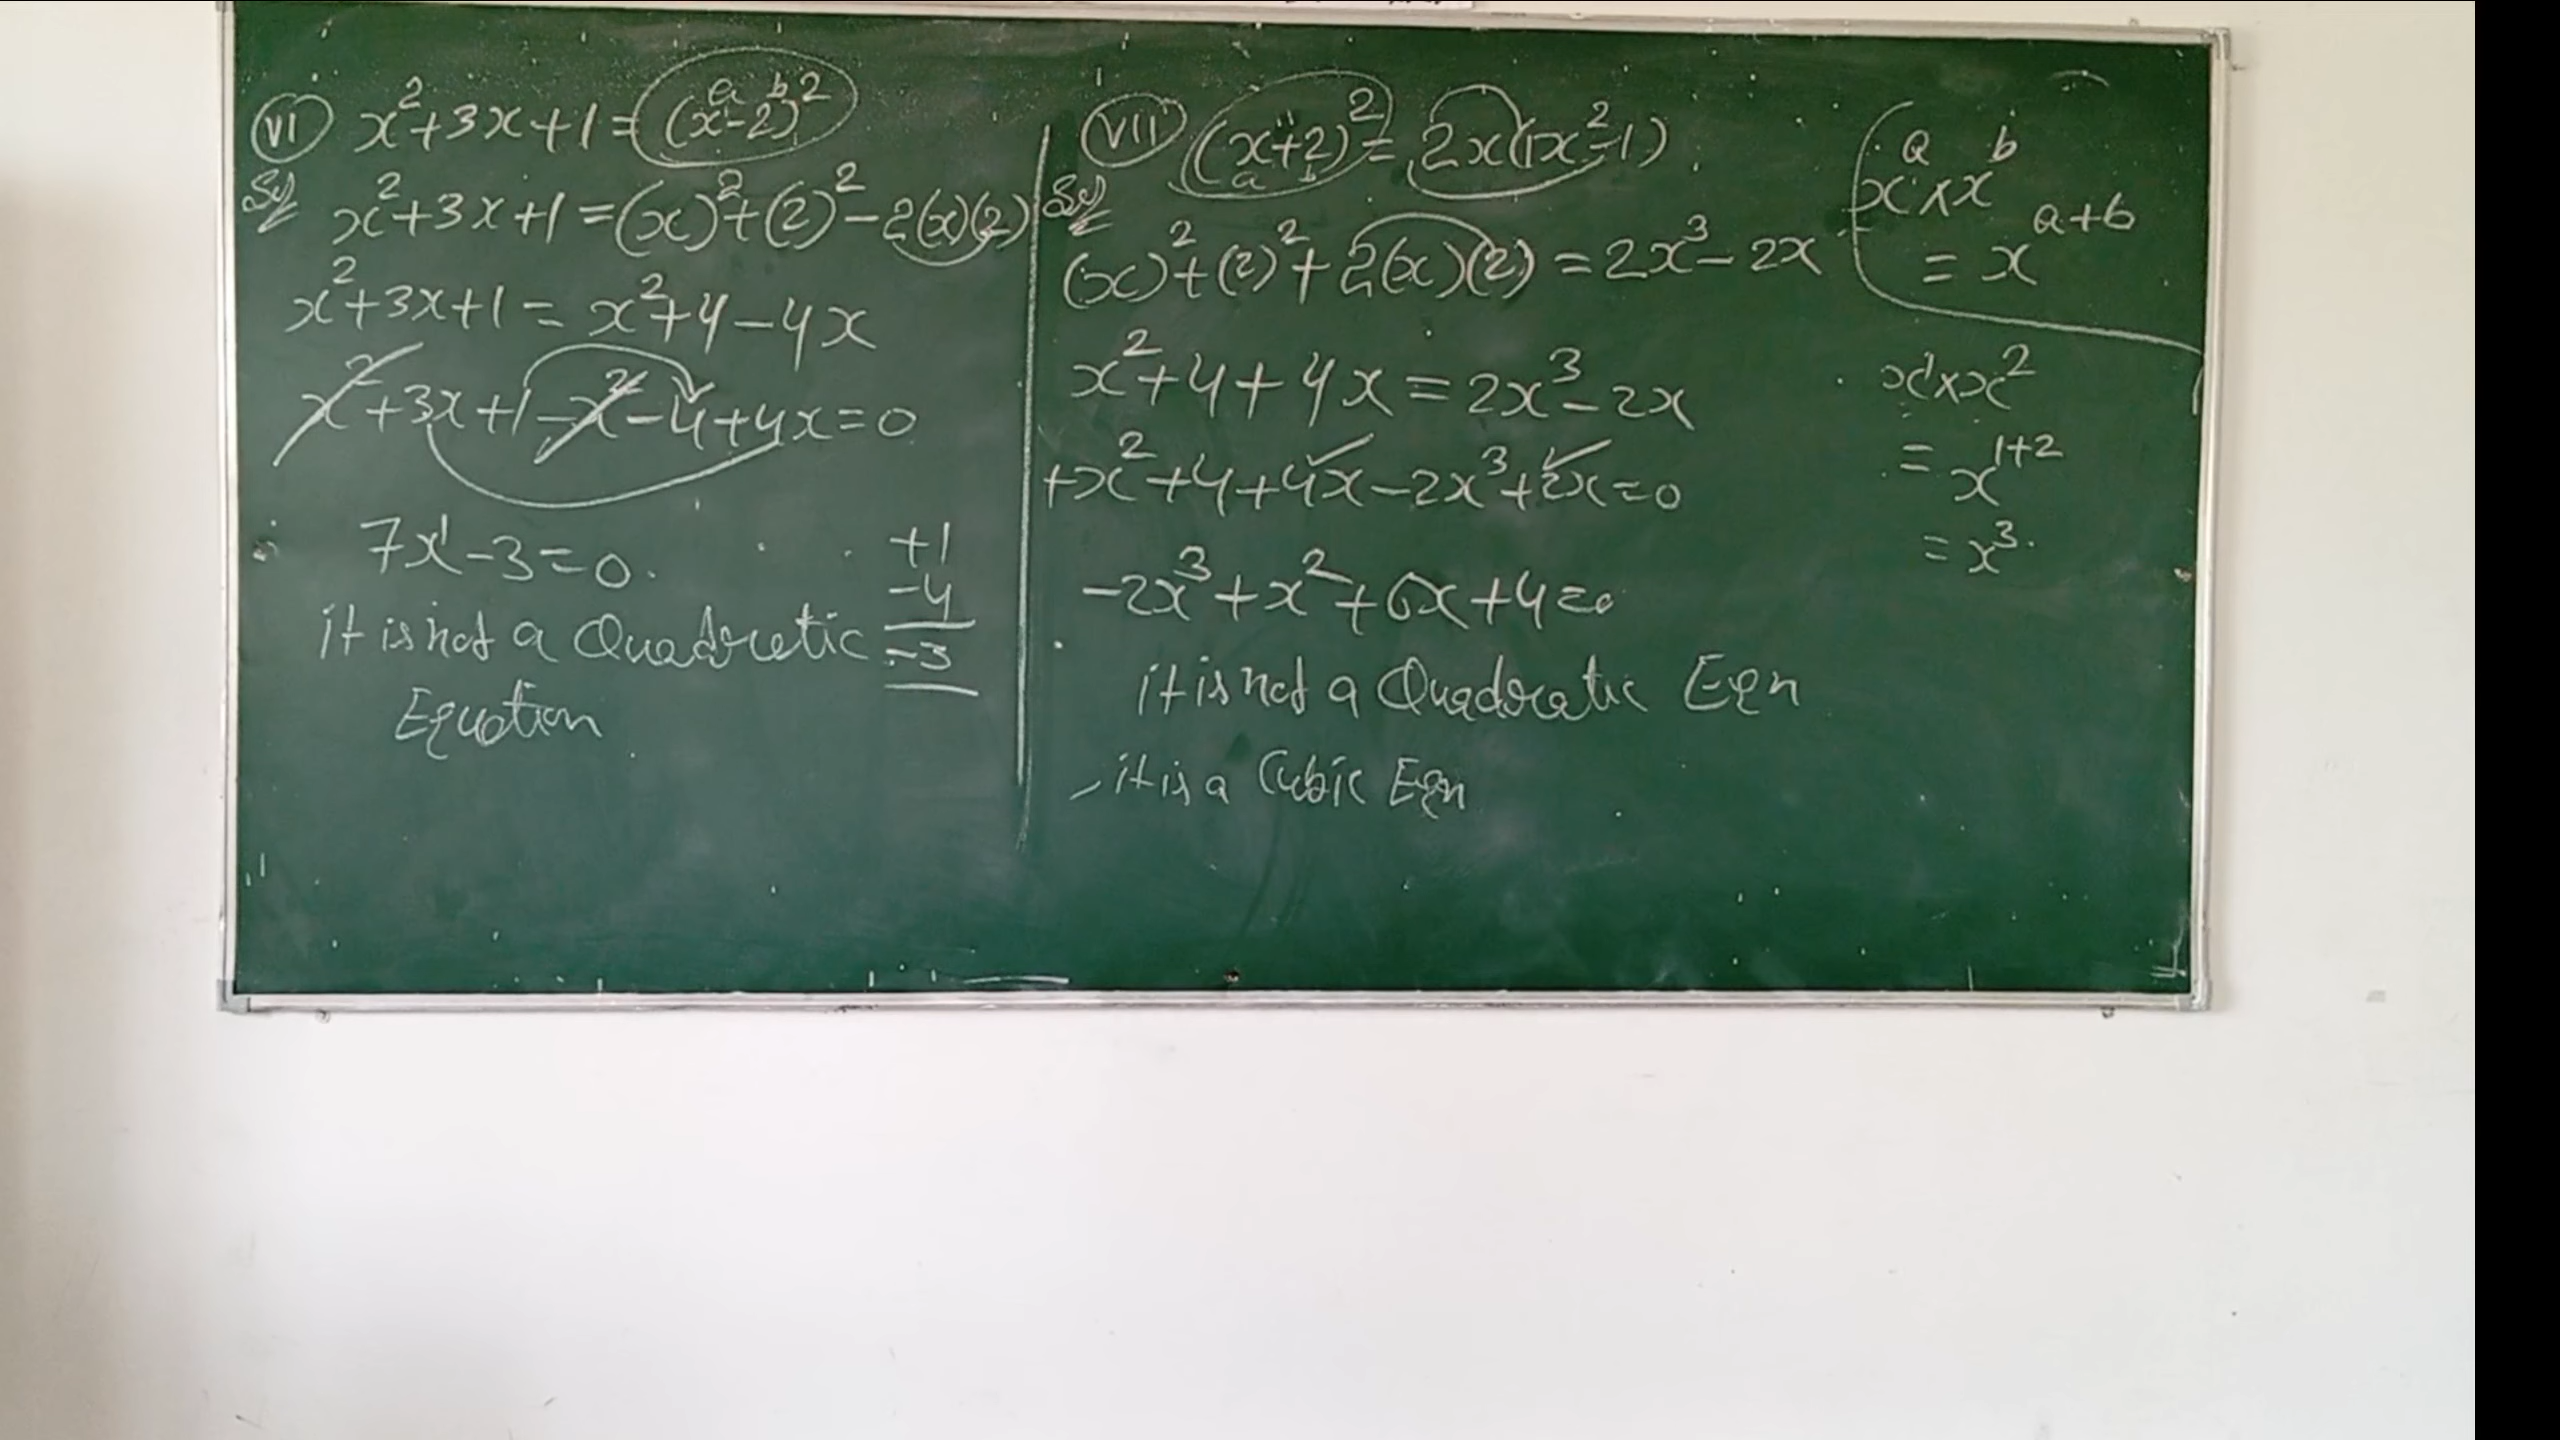 (vi) x²+3x+1=(x-2)²
a b
Sol x²+3x+1=(x)²+(2)²-2(x)(2)
x²+3x+1=x²+4-4x
x²+3x+1-x²-4+4x=0
7x¹-3=0.
+1
-4
-3
it is not a Quadratic
Equation
(vii) (x+2)²=2x(1x²-1)
a b
Sol
(x)²+(2)²+2(x)(2)=2x³-2x
x²+4+4x=2x³-2x
+x²+4+4x-2x³+2x=0
-2x³+x²+6x+4=0
it is not a Quadratic Eqn
it is a Cubic Eqn
xᵃ×xᵇ
=xᵃ⁺ᵇ
x¹×x²
=x¹⁺²
=x³.